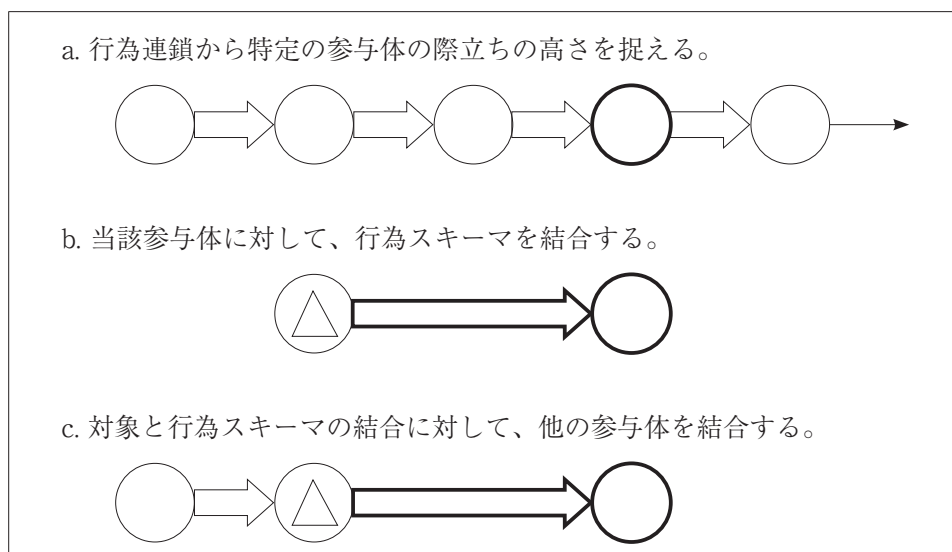 a. 行為連鎖から特定の参与体の際立ちの高さを捉える。
b. 当該参与体に対して、行為スキーマを結合する。
c. 対象と行為スキーマの結合に対して、他の参与体を結合する。